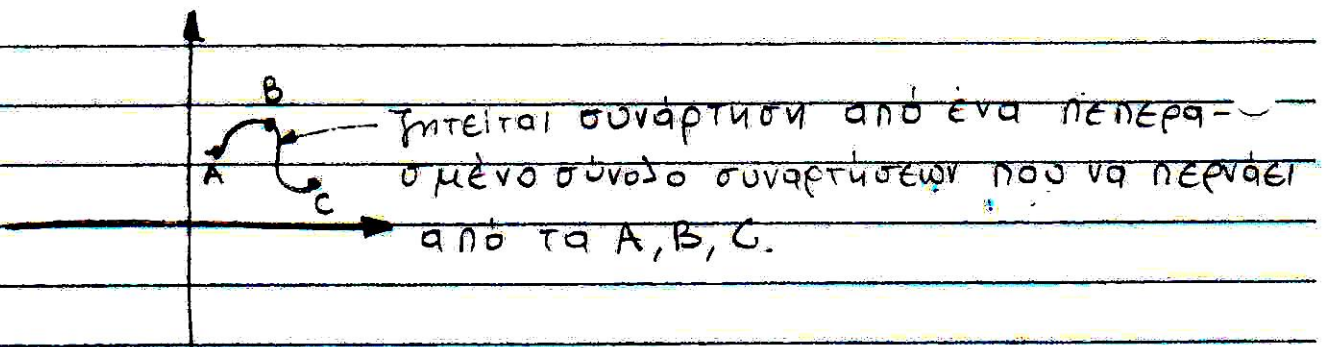 B
ζητείται συνάρτηση από ένα πεπερα-
A
σμένο σύνολο συναρτήσεων που να περνάει
C
από τα A, B, C.